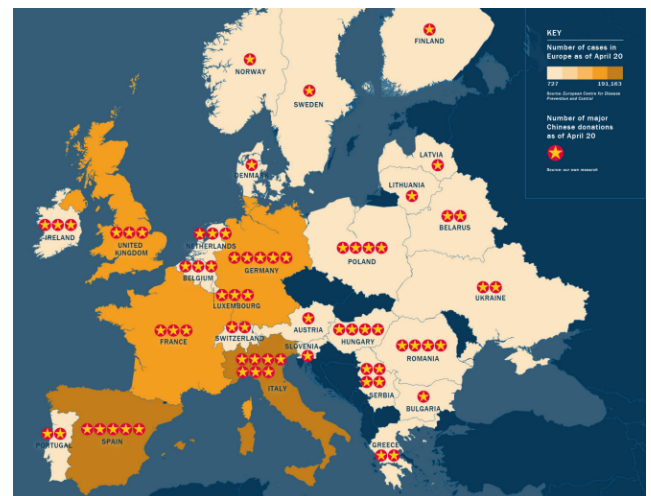 FINLAND
NORWAY
SWEDEN
KEY
Number of cases in
Europe as of April 20
727
191,163
Source: European Centre for Disease
Prevention and Control
Number of major
Chinese donations
as of April 20
Source: our own research
DENMARK
LATVIA
LITHUANIA
BELARUS
IRELAND
UNITED
KINGDOM
NETHERLANDS
GERMANY
POLAND
BELGIUM
LUXEMBOURG
UKRAINE
FRANCE
SWITZERLAND
AUSTRIA
HUNGARY
SLOVENIA
ROMANIA
ITALY
SERBIA
BULGARIA
PORTUGAL
SPAIN
GREECE